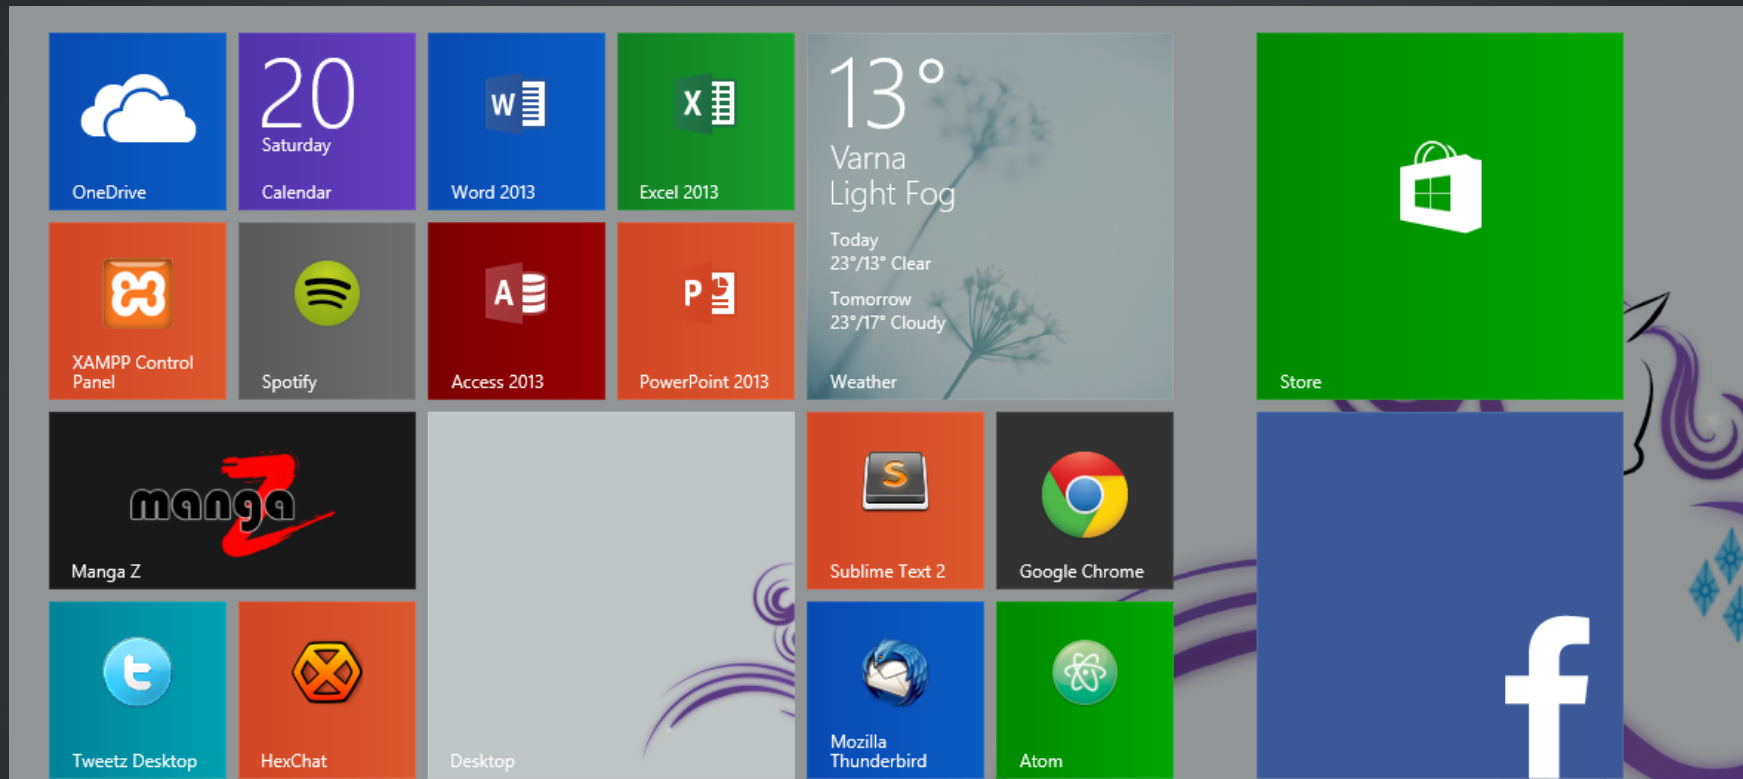 OneDrive
20
Saturday
Calendar
W
Word 2013
X
Excel 2013
13°
Varna
Light Fog
Today
23°/13° Clear
Tomorrow
23°/17° Cloudy
Weather
Store
XAMPP Control
Panel
Spotify
A
Access 2013
P
PowerPoint 2013
manga Z
Manga Z
Desktop
S
Sublime Text 2
Google Chrome
t
Tweetz Desktop
HexChat
Mozilla
Thunderbird
Atom
f